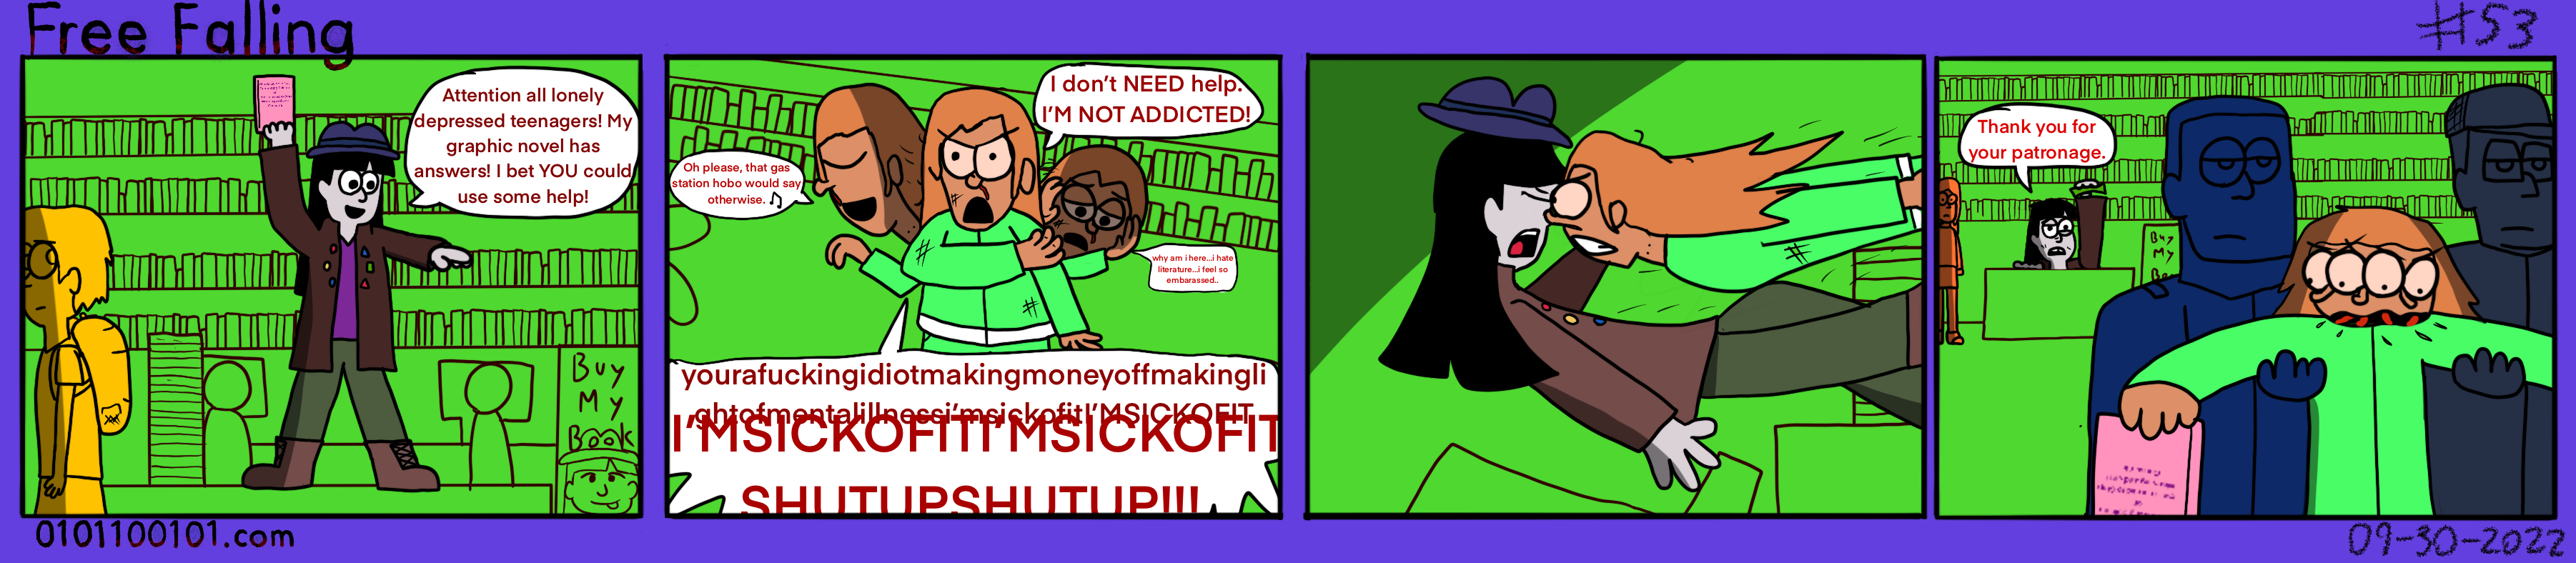 Free Falling
#53
Attention all lonely
depressed teenagers! My
graphic novel has
answers! I bet YOU could
use some help!
BUY
MY
BOOK
I don't NEED help.
I'M NOT ADDICTED!
Oh please, that gas
station hobo would say
otherwise. ♫
why am i here...i hate
literature...i feel so
embarassed..
yourafuckingidiotmakingmoneyoffmakingli
ghtofmentalillnessi'msickofitI'MSICKOFIT
I'MSICKOFITI'MSICKOFIT
SHUTUPSHUTUP!!!
Thank you for
your patronage.
BUY
MY
Bo
0101100101.com
09-30-2022